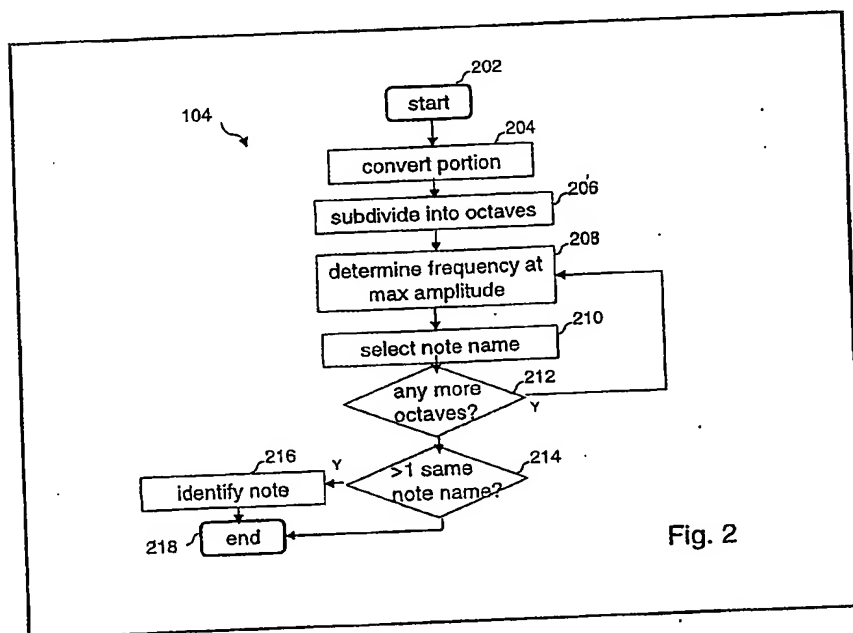 202
start
104
204
convert portion
206
subdivide into octaves
208
determine frequency at
max amplitude
210
select note name
212
any more
octaves?
Y
214
>1 same
note name?
Y
216
identify note
218
end
Fig. 2